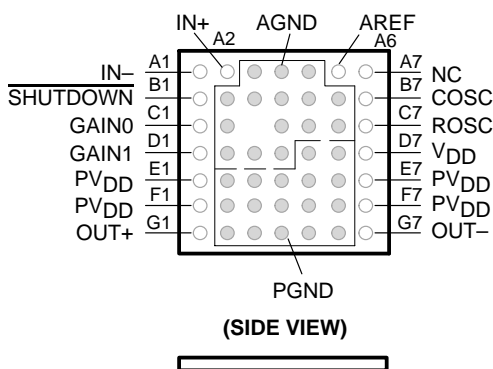 IN+ AGND AREF
A2 A6
IN– A1 A7 NC
SHUTDOWN B1 B7 COSC
GAIN0 C1 C7 ROSC
GAIN1 D1 D7 VDD
PVDD E1 E7 PVDD
PVDD F1 F7 PVDD
OUT+ G1 G7 OUT–
PGND
(SIDE VIEW)